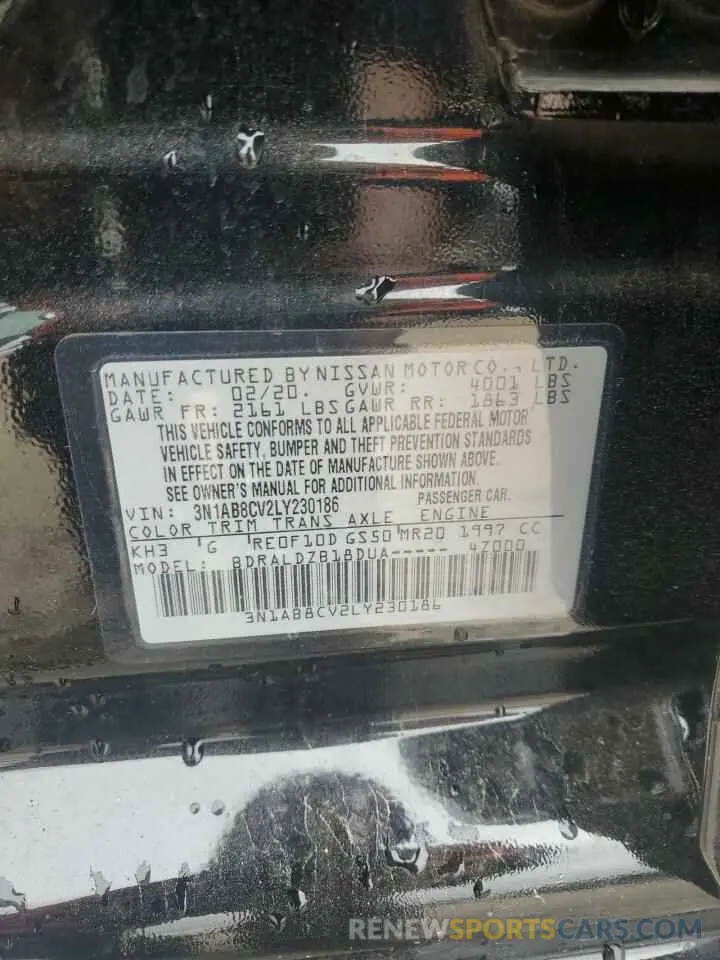 MANUFACTURED BY NISSAN MOTOR CO., LTD.
DATE: 02/20. GVWR: 4001 LBS
GAWR FR: 2161 LBS GAWR RR: 1863 LBS
THIS VEHICLE CONFORMS TO ALL APPLICABLE FEDERAL MOTOR
VEHICLE SAFETY, BUMPER AND THEFT PREVENTION STANDARDS
IN EFFECT ON THE DATE OF MANUFACTURE SHOWN ABOVE.
SEE OWNER'S MANUAL FOR ADDITIONAL INFORMATION
VIN: 3N1AB8CV2LY230186 PASSENGER CAR.
COLOR TRIM TRANS AXLE ENGINE
KH3 G RE0F10D GS50 MR20 1997 CC
MODEL: BDRALDZB18DUA----- 4Z000
3N1AB8CV2LY230186
RENEWSPORTSCARS.COM